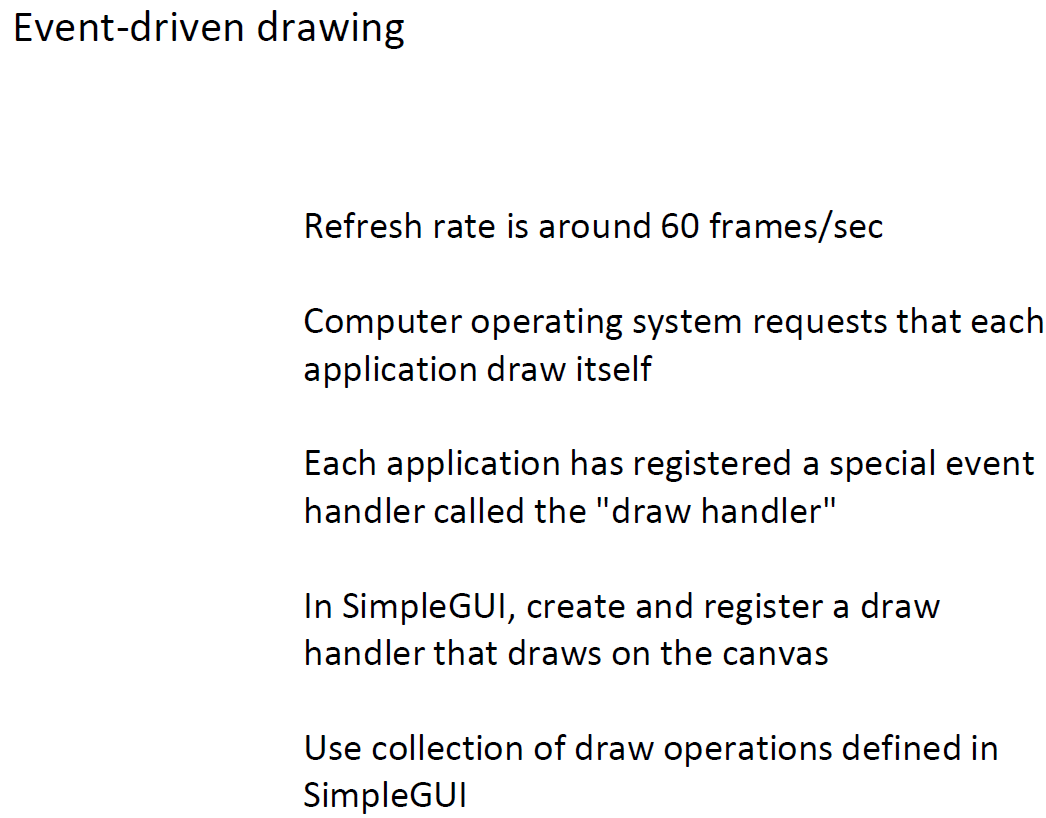 Event-driven drawing
Refresh rate is around 60 frames/sec
Computer operating system requests that each
application draw itself
Each application has registered a special event
handler called the "draw handler"
In SimpleGUI, create and register a draw
handler that draws on the canvas
Use collection of draw operations defined in
SimpleGUI